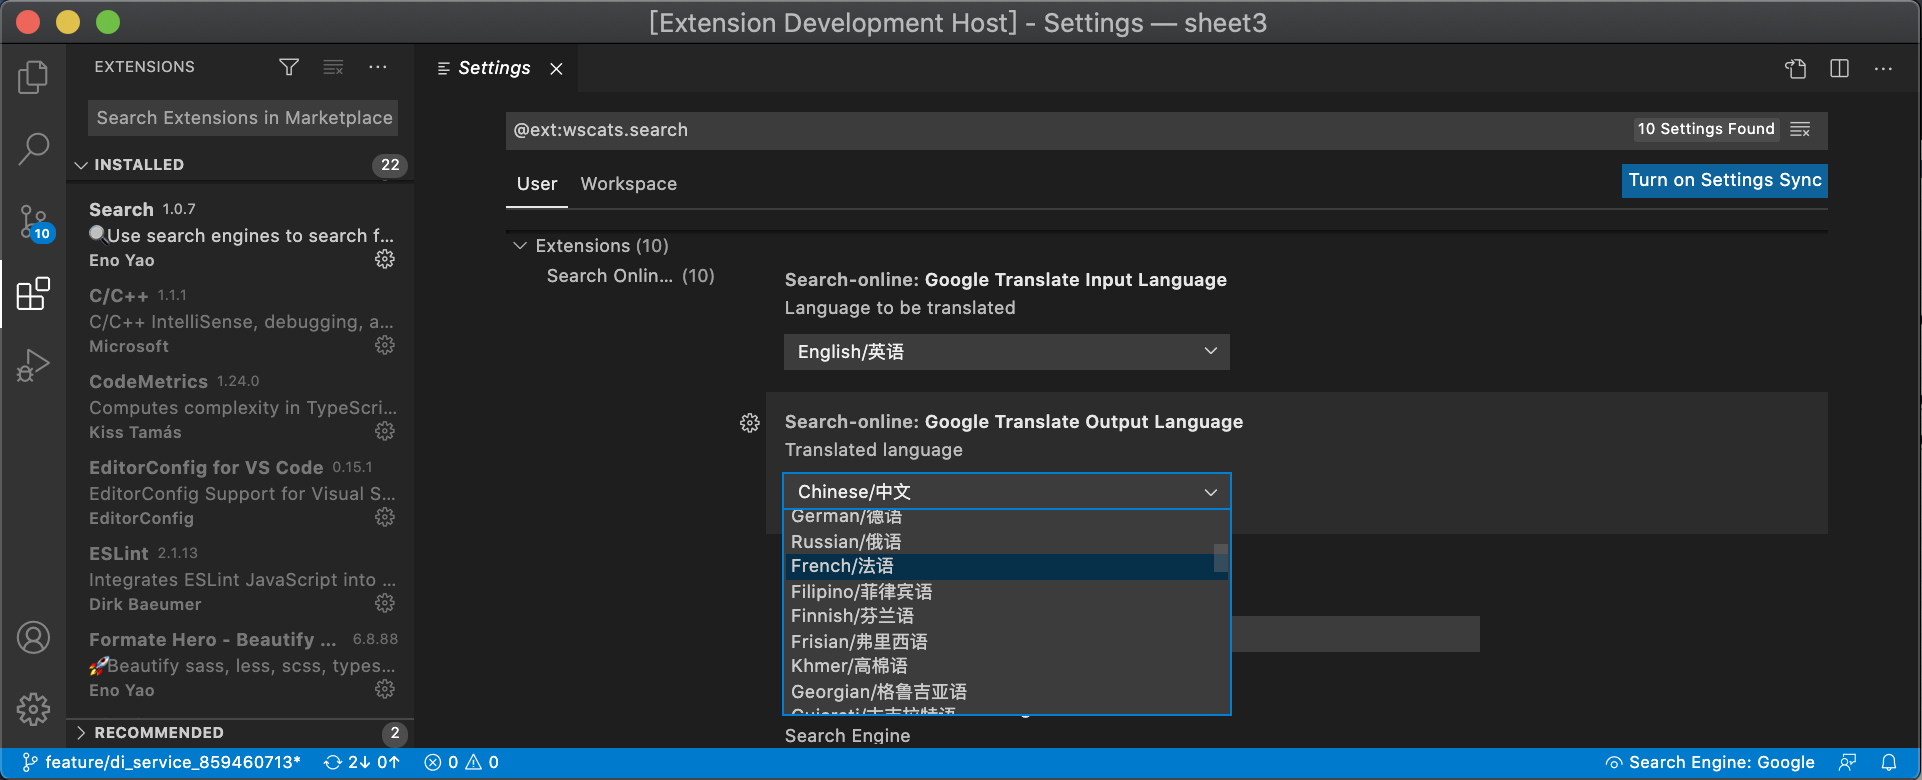 [Extension Development Host] - Settings — sheet3
EXTENSIONS
Search Extensions in Marketplace
INSTALLED
22
Search 1.0.7
Use search engines to search f...
Eno Yao
C/C++ 1.1.1
C/C++ IntelliSense, debugging, a...
Microsoft
CodeMetrics 1.24.0
Computes complexity in TypeScri...
Kiss Tamás
EditorConfig for VS Code 0.15.1
EditorConfig Support for Visual S...
EditorConfig
ESLint 2.1.13
Integrates ESLint JavaScript into ...
Dirk Baeumer
Formate Hero - Beautify ... 6.8.88
🚀Beautify sass, less, scss, types...
Eno Yao
RECOMMENDED
2
10
Settings
@ext:wscats.search
10 Settings Found
User
Workspace
Turn on Settings Sync
Extensions (10)
Search Onlin... (10)
Search-online: Google Translate Input Language
Language to be translated
English/英语
Search-online: Google Translate Output Language
Translated language
Chinese/中文
German/德语
Russian/俄语
French/法语
Filipino/菲律宾语
Finnish/芬兰语
Frisian/弗里西语
Khmer/高棉语
Georgian/格鲁吉亚语
Gujarati/古吉拉特语
Search Engine
feature/di_service_859460713*
2↓ 0↑
0
0
Search Engine: Google